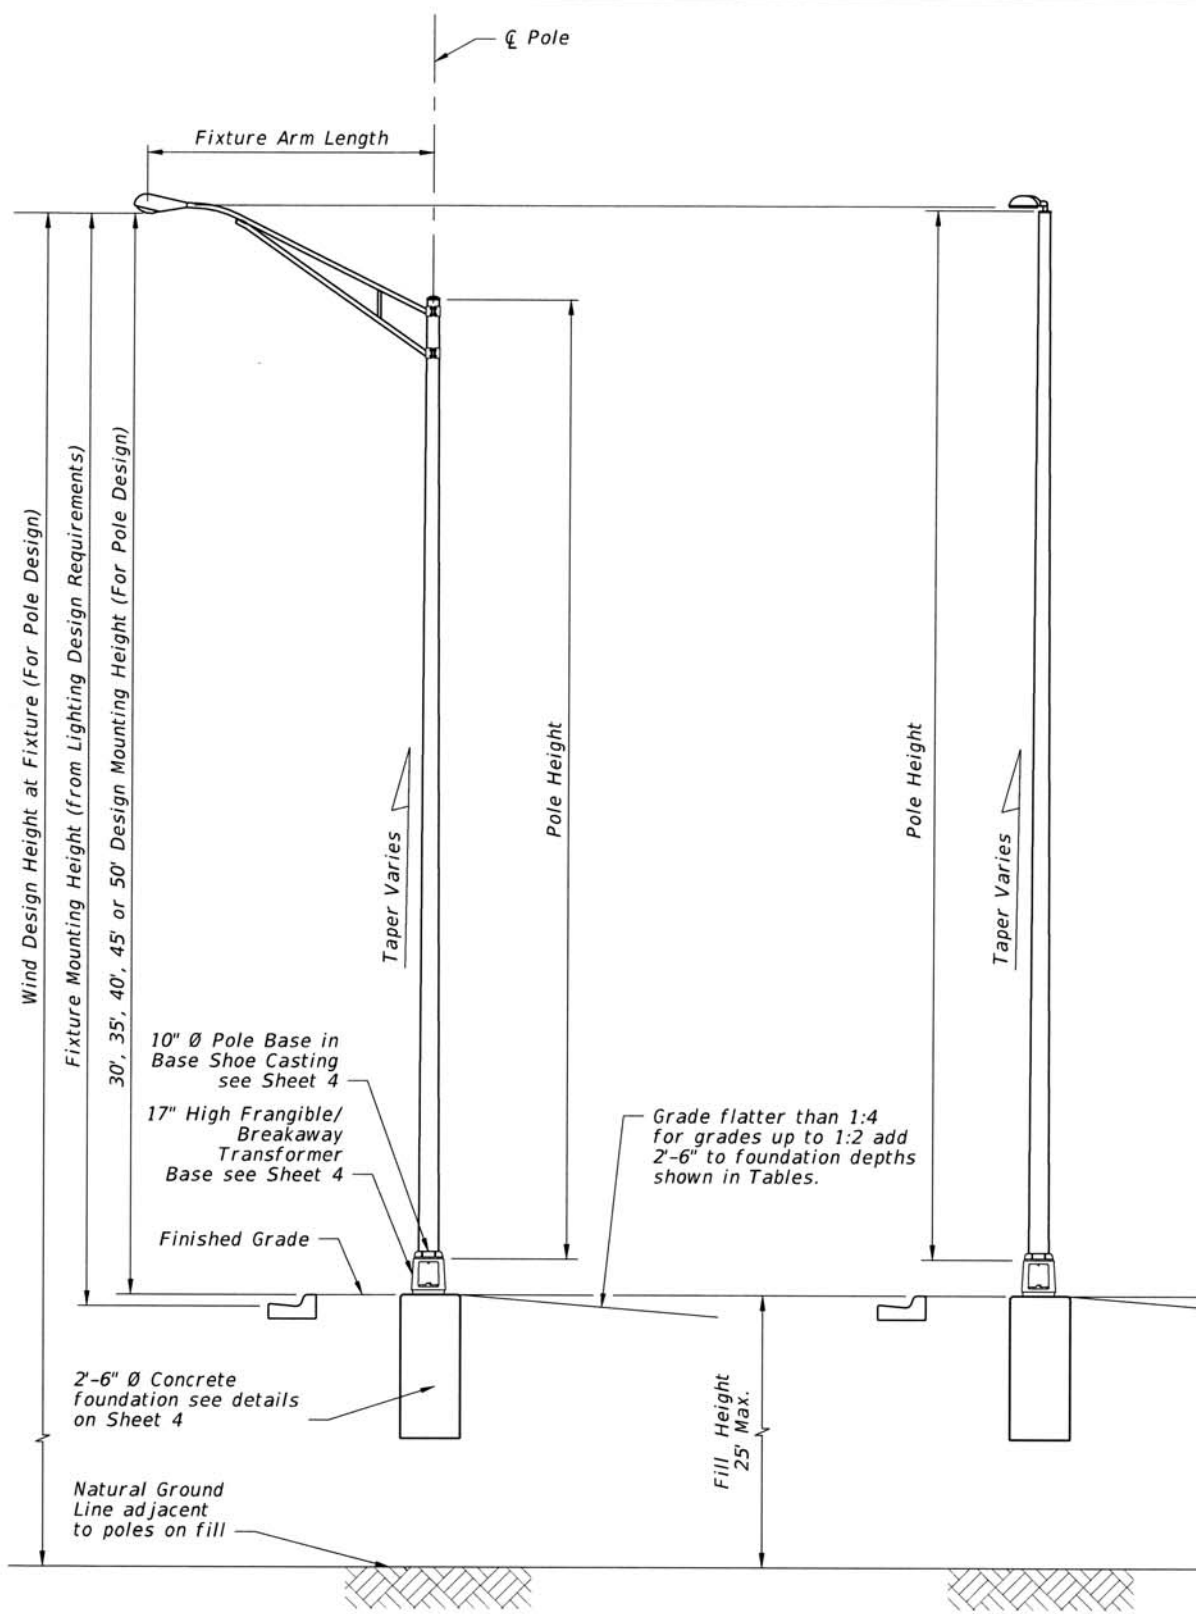 ℄ Pole
Fixture Arm Length
Wind Design Height at Fixture (For Pole Design)
Fixture Mounting Height (from Lighting Design Requirements)
30', 35', 40', 45' or 50' Design Mounting Height (For Pole Design)
Taper Varies
Pole Height
Pole Height
Taper Varies
10" Ø Pole Base in
Base Shoe Casting
see Sheet 4
17" High Frangible/
Breakaway
Transformer
Base see Sheet 4
Grade flatter than 1:4
for grades up to 1:2 add
2'-6" to foundation depths
shown in Tables.
Finished Grade
2'-6" Ø Concrete
foundation see details
on Sheet 4
Fill Height
25' Max.
Natural Ground
Line adjacent
to poles on fill